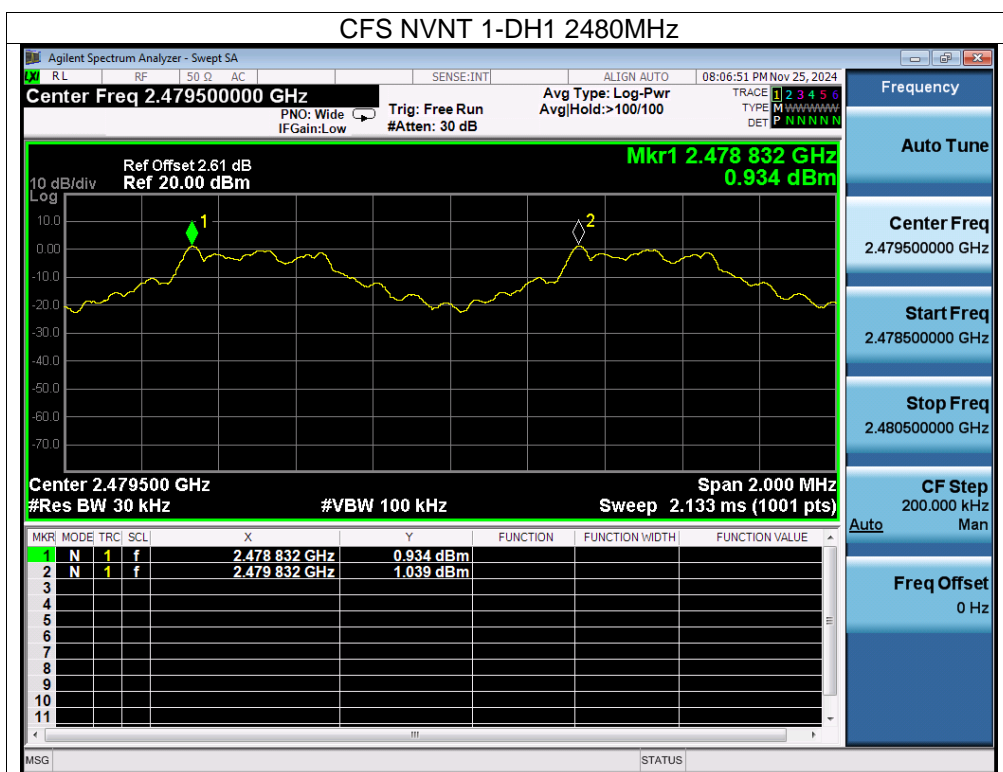 CFS NVNT 1-DH1 2480MHz
Agilent Spectrum Analyzer - Swept SA
LXI RL RF 50 Ω AC SENSE:INT ALIGN AUTO 08:06:51 PM Nov 25, 2024
Center Freq 2.479500000 GHz
PNO: Wide
IFGain:Low
Trig: Free Run
#Atten: 30 dB
Avg Type: Log-Pwr
Avg|Hold:>100/100
TRACE 1 2 3 4 5 6
TYPE M WWWWW
DET P N N N N N
Ref Offset 2.61 dB
Ref 20.00 dBm
10 dB/div
Log
Mkr1 2.478 832 GHz
0.934 dBm
10.0
0.00
-10.0
-20.0
-30.0
-40.0
-50.0
-60.0
-70.0
1
2
Center 2.479500 GHz
Span 2.000 MHz
#Res BW 30 kHz
#VBW 100 kHz
Sweep 2.133 ms (1001 pts)
MKR MODE TRC SCL X Y FUNCTION FUNCTION WIDTH FUNCTION VALUE
1 N 1 f 2.478 832 GHz 0.934 dBm
2 N 1 f 2.479 832 GHz 1.039 dBm
3
4
5
6
7
8
9
10
11
MSG
STATUS
Frequency
Auto Tune
Center Freq
2.479500000 GHz
Start Freq
2.478500000 GHz
Stop Freq
2.480500000 GHz
CF Step
200.000 kHz
Auto Man
Freq Offset
0 Hz